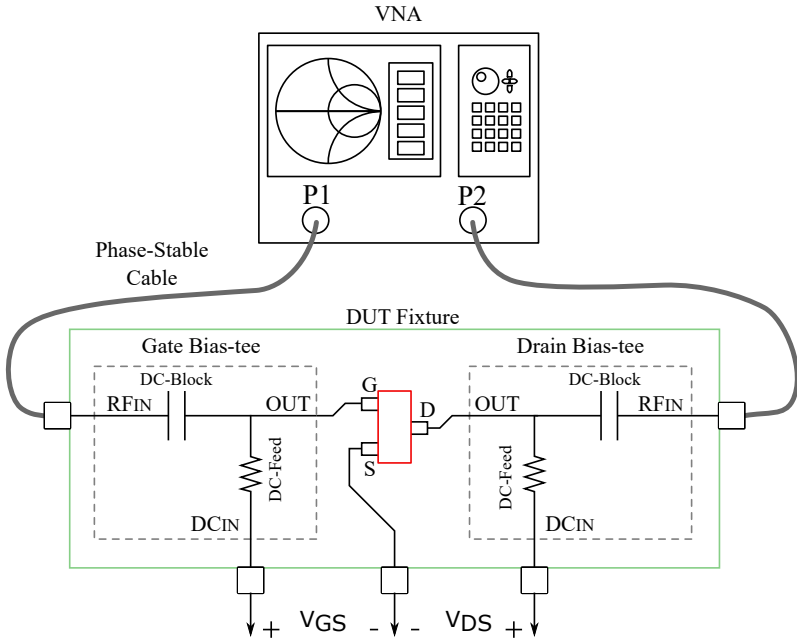 VNA
P1
P2
Phase-Stable
Cable
DUT Fixture
Gate Bias-tee
Drain Bias-tee
DC-Block
DC-Block
RFIN
OUT
G
D
S
OUT
RFIN
DC-Feed
DC-Feed
DCIN
DCIN
+ VGS - - VDS +